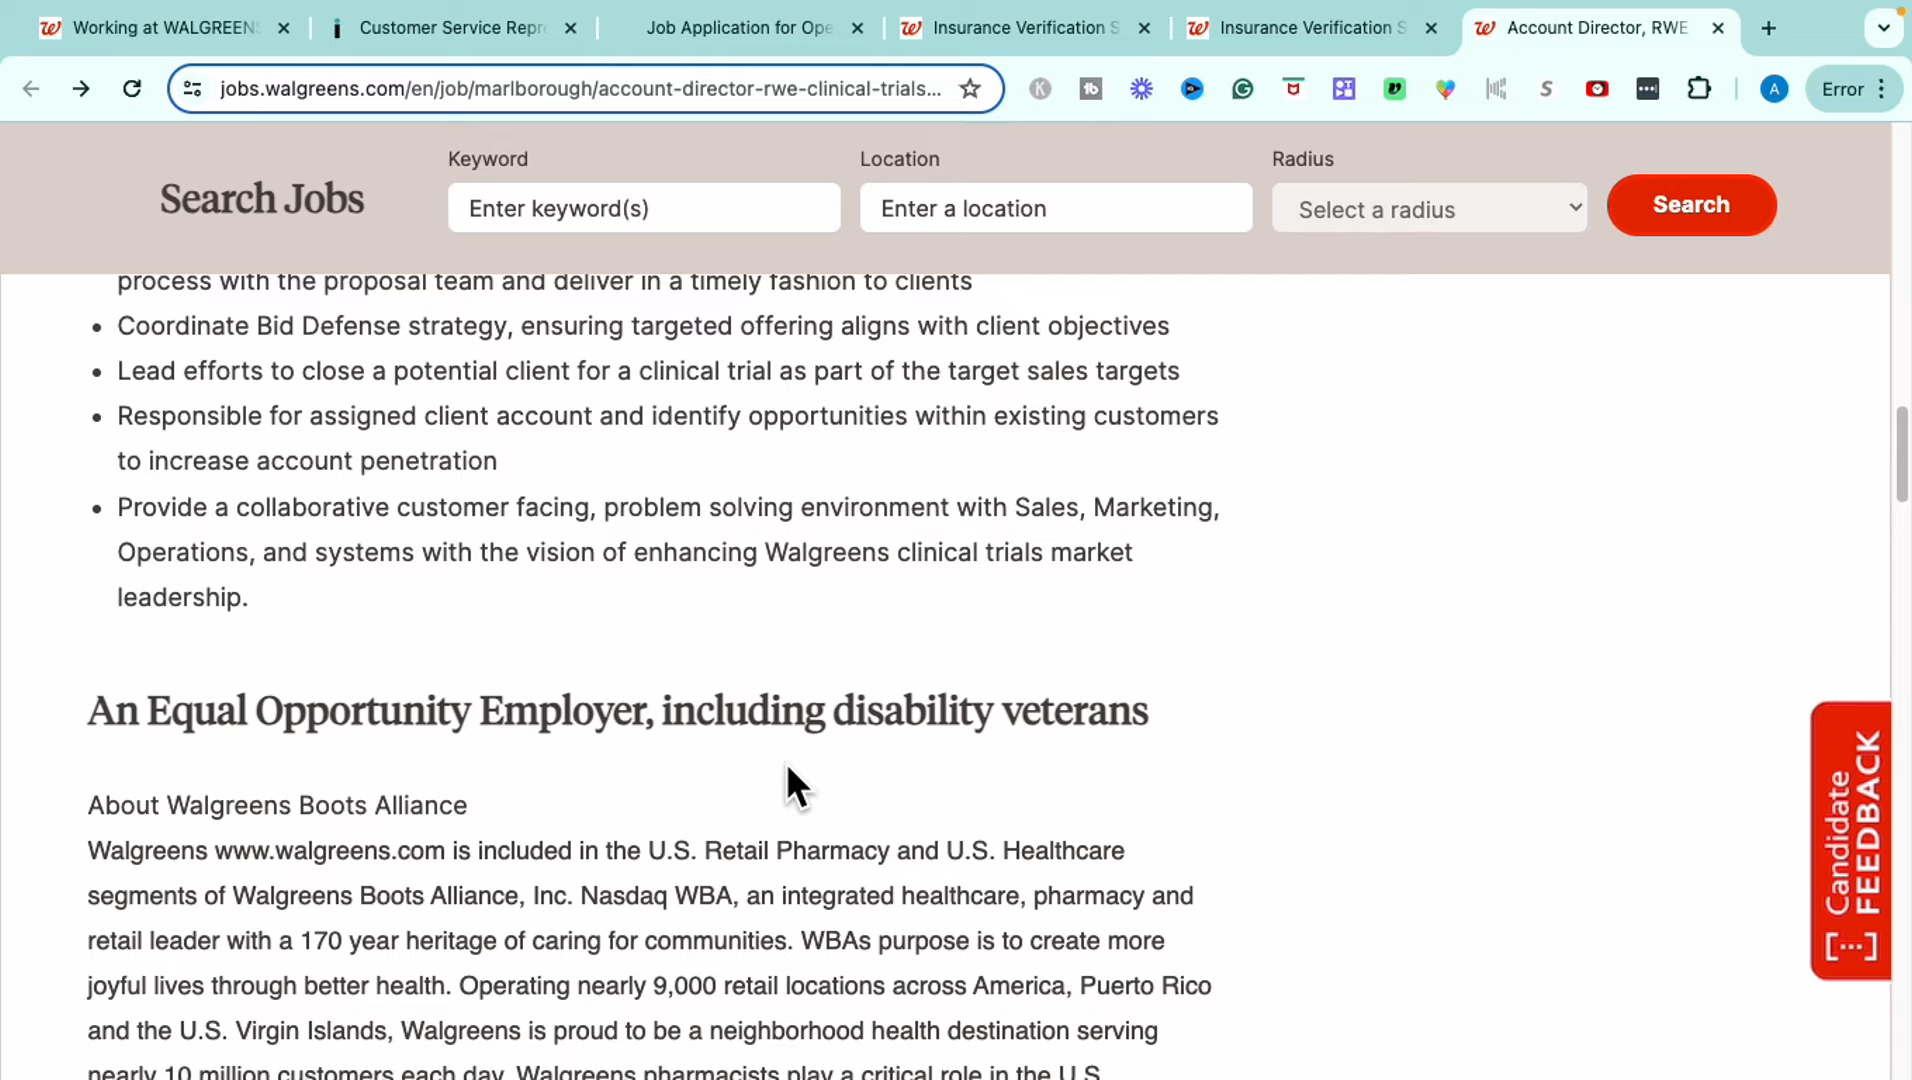 Working at WALGREENS
Customer Service Repr
Job Application for Ope
Insurance Verification S
Insurance Verification S
Account Director, RWE
jobs.walgreens.com/en/job/marlborough/account-director-rwe-clinical-trials...
Error
Search Jobs
Keyword
Enter keyword(s)
Location
Enter a location
Radius
Select a radius
Search
process with the proposal team and deliver in a timely fashion to clients
• Coordinate Bid Defense strategy, ensuring targeted offering aligns with client objectives
• Lead efforts to close a potential client for a clinical trial as part of the target sales targets
• Responsible for assigned client account and identify opportunities within existing customers
to increase account penetration
• Provide a collaborative customer facing, problem solving environment with Sales, Marketing,
Operations, and systems with the vision of enhancing Walgreens clinical trials market
leadership.
An Equal Opportunity Employer, including disability veterans
About Walgreens Boots Alliance
Walgreens www.walgreens.com is included in the U.S. Retail Pharmacy and U.S. Healthcare
segments of Walgreens Boots Alliance, Inc. Nasdaq WBA, an integrated healthcare, pharmacy and
retail leader with a 170 year heritage of caring for communities. WBAs purpose is to create more
joyful lives through better health. Operating nearly 9,000 retail locations across America, Puerto Rico
and the U.S. Virgin Islands, Walgreens is proud to be a neighborhood health destination serving
nearly 10 million customers each day. Walgreens pharmacists play a critical role in the U.S.
Candidate
FEEDBACK